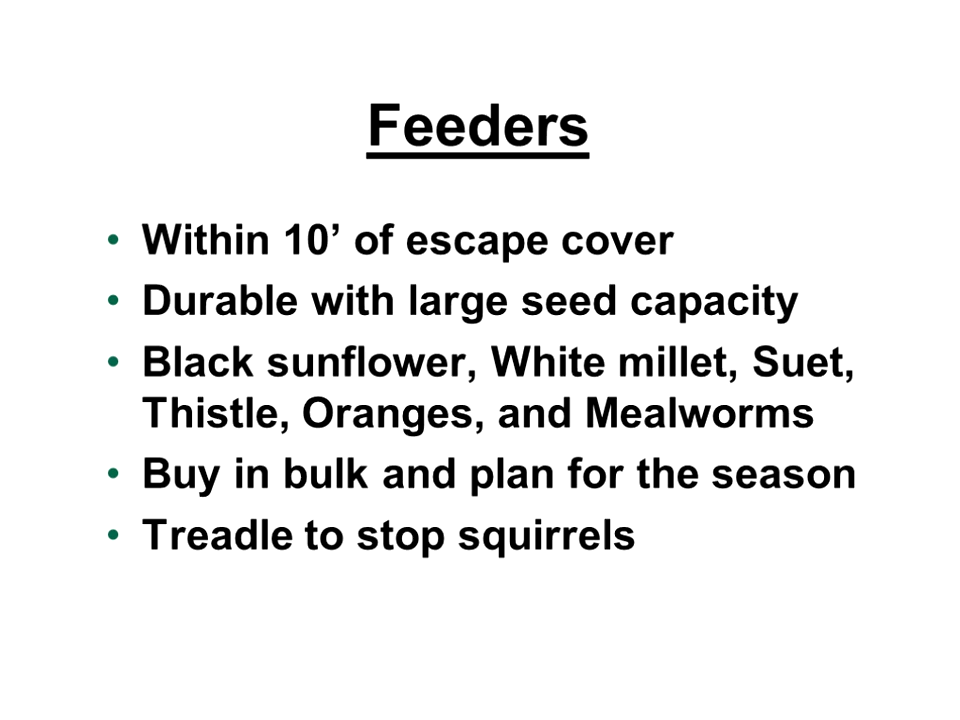 Feeders
• Within 10’ of escape cover
• Durable with large seed capacity
• Black sunflower, White millet, Suet,
Thistle, Oranges, and Mealworms
• Buy in bulk and plan for the season
• Treadle to stop squirrels